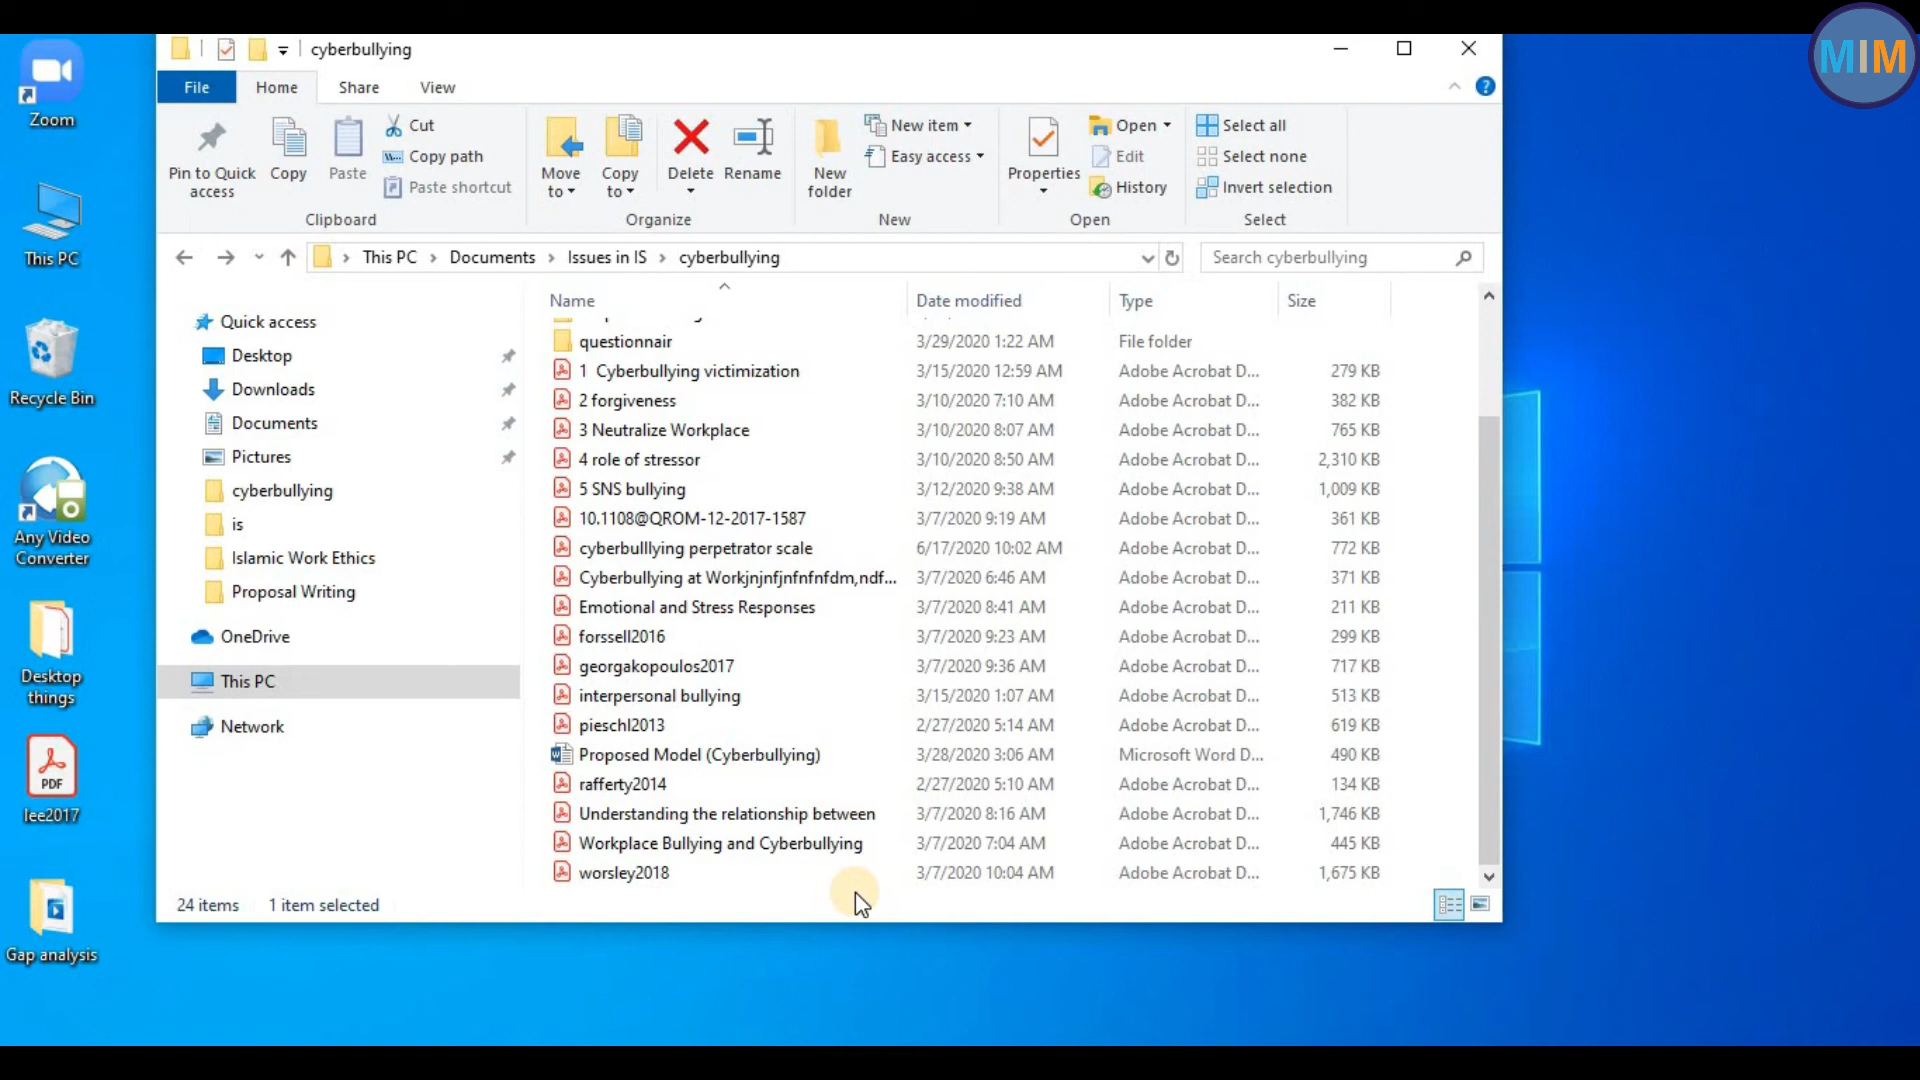 MIM
cyberbullying
File Home Share View
Pin to Quick access
Copy
Paste
Cut
Copy path
Paste shortcut
Clipboard
Move to
Copy to
Delete
Rename
Organize
New folder
New item
Easy access
New
Properties
Open
Edit
History
Open
Select all
Select none
Invert selection
Select
This PC > Documents > Issues in IS > cyberbullying
Search cyberbullying
Name Date modified Type Size
questionnair 3/29/2020 1:22 AM File folder
1 Cyberbullying victimization 3/15/2020 12:59 AM Adobe Acrobat D... 279 KB
2 forgiveness 3/10/2020 7:10 AM Adobe Acrobat D... 382 KB
3 Neutralize Workplace 3/10/2020 8:07 AM Adobe Acrobat D... 765 KB
4 role of stressor 3/10/2020 8:50 AM Adobe Acrobat D... 2,310 KB
5 SNS bullying 3/12/2020 9:38 AM Adobe Acrobat D... 1,009 KB
10.1108@QROM-12-2017-1587 3/7/2020 9:19 AM Adobe Acrobat D... 361 KB
cyberbulllying perpetrator scale 6/17/2020 10:02 AM Adobe Acrobat D... 772 KB
Cyberbullying at Workjnjnfjnfnfnfdm,ndf... 3/7/2020 6:46 AM Adobe Acrobat D... 371 KB
Emotional and Stress Responses 3/7/2020 8:41 AM Adobe Acrobat D... 211 KB
forssell2016 3/7/2020 9:23 AM Adobe Acrobat D... 299 KB
georgakopoulos2017 3/7/2020 9:36 AM Adobe Acrobat D... 717 KB
interpersonal bullying 3/15/2020 1:07 AM Adobe Acrobat D... 513 KB
pieschl2013 2/27/2020 5:14 AM Adobe Acrobat D... 619 KB
Proposed Model (Cyberbullying) 3/28/2020 3:06 AM Microsoft Word D... 490 KB
rafferty2014 2/27/2020 5:10 AM Adobe Acrobat D... 134 KB
Understanding the relationship between 3/7/2020 8:16 AM Adobe Acrobat D... 1,746 KB
Workplace Bullying and Cyberbullying 3/7/2020 7:04 AM Adobe Acrobat D... 445 KB
worsley2018 3/7/2020 10:04 AM Adobe Acrobat D... 1,675 KB
Quick access
Desktop
Downloads
Documents
Pictures
cyberbullying
is
Islamic Work Ethics
Proposal Writing
OneDrive
This PC
Network
24 items 1 item selected
Zoom
This PC
Recycle Bin
Any Video
Converter
Desktop
things
PDF
lee2017
Gap analysis